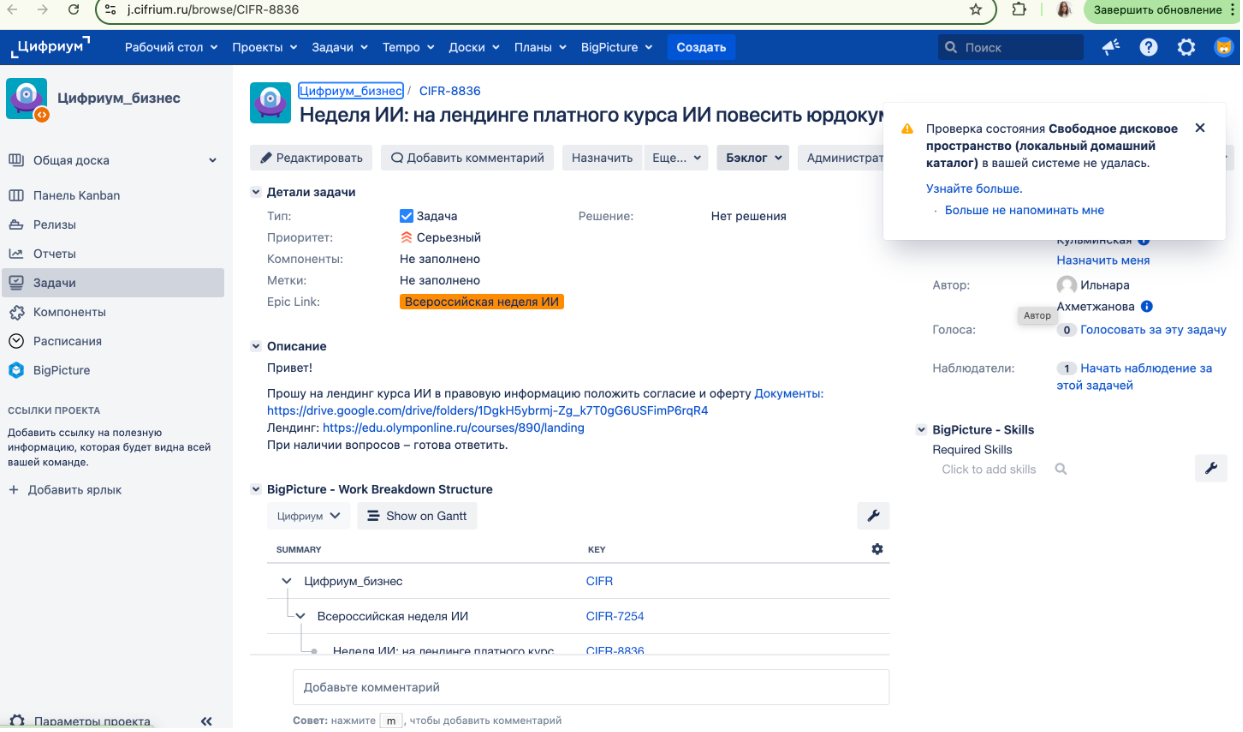 j.cifrium.ru/browse/CIFR-8836
Завершить обновление
Цифриум
Рабочий стол
Проекты
Задачи
Tempo
Доски
Планы
BigPicture
Создать
Поиск
Цифриум_бизнес
Общая доска
Панель Kanban
Релизы
Отчеты
Задачи
Компоненты
Расписания
BigPicture
ССЫЛКИ ПРОЕКТА
Добавить ссылку на полезную
информацию, которая будет видна всей
вашей команде.
+ Добавить ярлык
Параметры проекта
Цифриум_бизнес / CIFR-8836
Неделя ИИ: на лендинге платного курса ИИ повесить юрдокум
Редактировать
Добавить комментарий
Назначить
Еще...
Бэклог
Администрат
Детали задачи
Тип: Задача
Решение: Нет решения
Приоритет: Серьезный
Компоненты: Не заполнено
Метки: Не заполнено
Epic Link: Всероссийская неделя ИИ
Описание
Привет!
Прошу на лендинг курса ИИ в правовую информацию положить согласие и оферту Документы:
https://drive.google.com/drive/folders/1DgkH5ybrmj-Zg_k7T0gG6USFimP6rqR4
Лендинг: https://edu.olymponline.ru/courses/890/landing
При наличии вопросов – готова ответить.
BigPicture - Work Breakdown Structure
Цифриум
Show on Gantt
SUMMARY KEY
Цифриум_бизнес CIFR
Всероссийская неделя ИИ CIFR-7254
Неделя ИИ: на лендинге платного курс CIFR-8836
Добавьте комментарий
Совет: нажмите m, чтобы добавить комментарий
Проверка состояния Свободное дисковое
пространство (локальный домашний
каталог) в вашей системе не удалась.
Узнайте больше.
· Больше не напоминать мне
Кульминская
Назначить меня
Автор: Ильнара
Ахметжанова
Автор
Голоса: 0 Голосовать за эту задачу
Наблюдатели: 1 Начать наблюдение за
этой задачей
BigPicture - Skills
Required Skills
Click to add skills